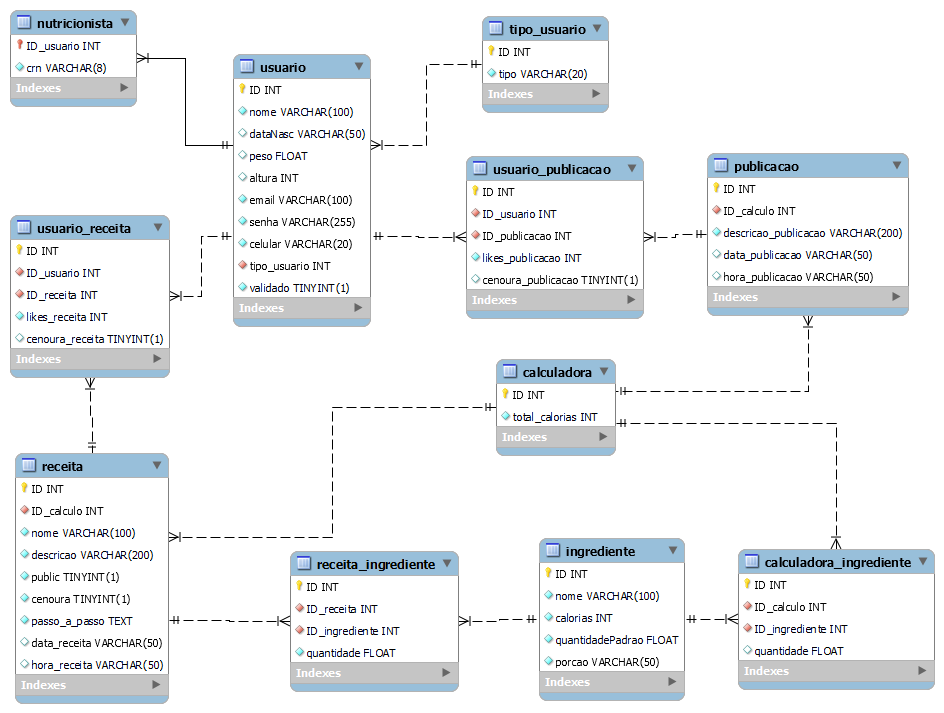 nutricionista
ID_usuario INT
crn VARCHAR(8)
Indexes
usuario
ID INT
nome VARCHAR(100)
dataNasc VARCHAR(50)
peso FLOAT
altura INT
email VARCHAR(100)
senha VARCHAR(255)
celular VARCHAR(20)
tipo_usuario INT
validado TINYINT(1)
Indexes
tipo_usuario
ID INT
tipo VARCHAR(20)
Indexes
usuario_publicacao
ID INT
ID_usuario INT
ID_publicacao INT
likes_publicacao INT
cenoura_publicacao TINYINT(1)
Indexes
publicacao
ID INT
ID_calculo INT
descricao_publicacao VARCHAR(200)
data_publicacao VARCHAR(50)
hora_publicacao VARCHAR(50)
Indexes
usuario_receita
ID INT
ID_usuario INT
ID_receita INT
likes_receita INT
cenoura_receita TINYINT(1)
Indexes
calculadora
ID INT
total_calorias INT
Indexes
receita
ID INT
ID_calculo INT
nome VARCHAR(100)
descricao VARCHAR(200)
public TINYINT(1)
cenoura TINYINT(1)
passo_a_passo TEXT
data_receita VARCHAR(50)
hora_receita VARCHAR(50)
Indexes
receita_ingrediente
ID INT
ID_receita INT
ID_ingrediente INT
quantidade FLOAT
Indexes
ingrediente
ID INT
nome VARCHAR(100)
calorias INT
quantidadePadrao FLOAT
porcao VARCHAR(50)
Indexes
calculadora_ingrediente
ID INT
ID_calculo INT
ID_ingrediente INT
quantidade FLOAT
Indexes